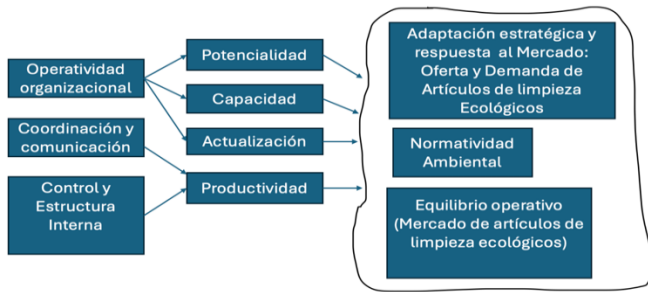 Operatividad
organizacional
Coordinación y
comunicación
Control y
Estructura
Interna
Potencialidad
Capacidad
Actualización
Productividad
Adaptación estratégica y
respuesta al Mercado:
Oferta y Demanda de
Artículos de limpieza
Ecológicos
Normatividad
Ambiental
Equilibrio operativo
(Mercado de artículos de
limpieza ecológicos)